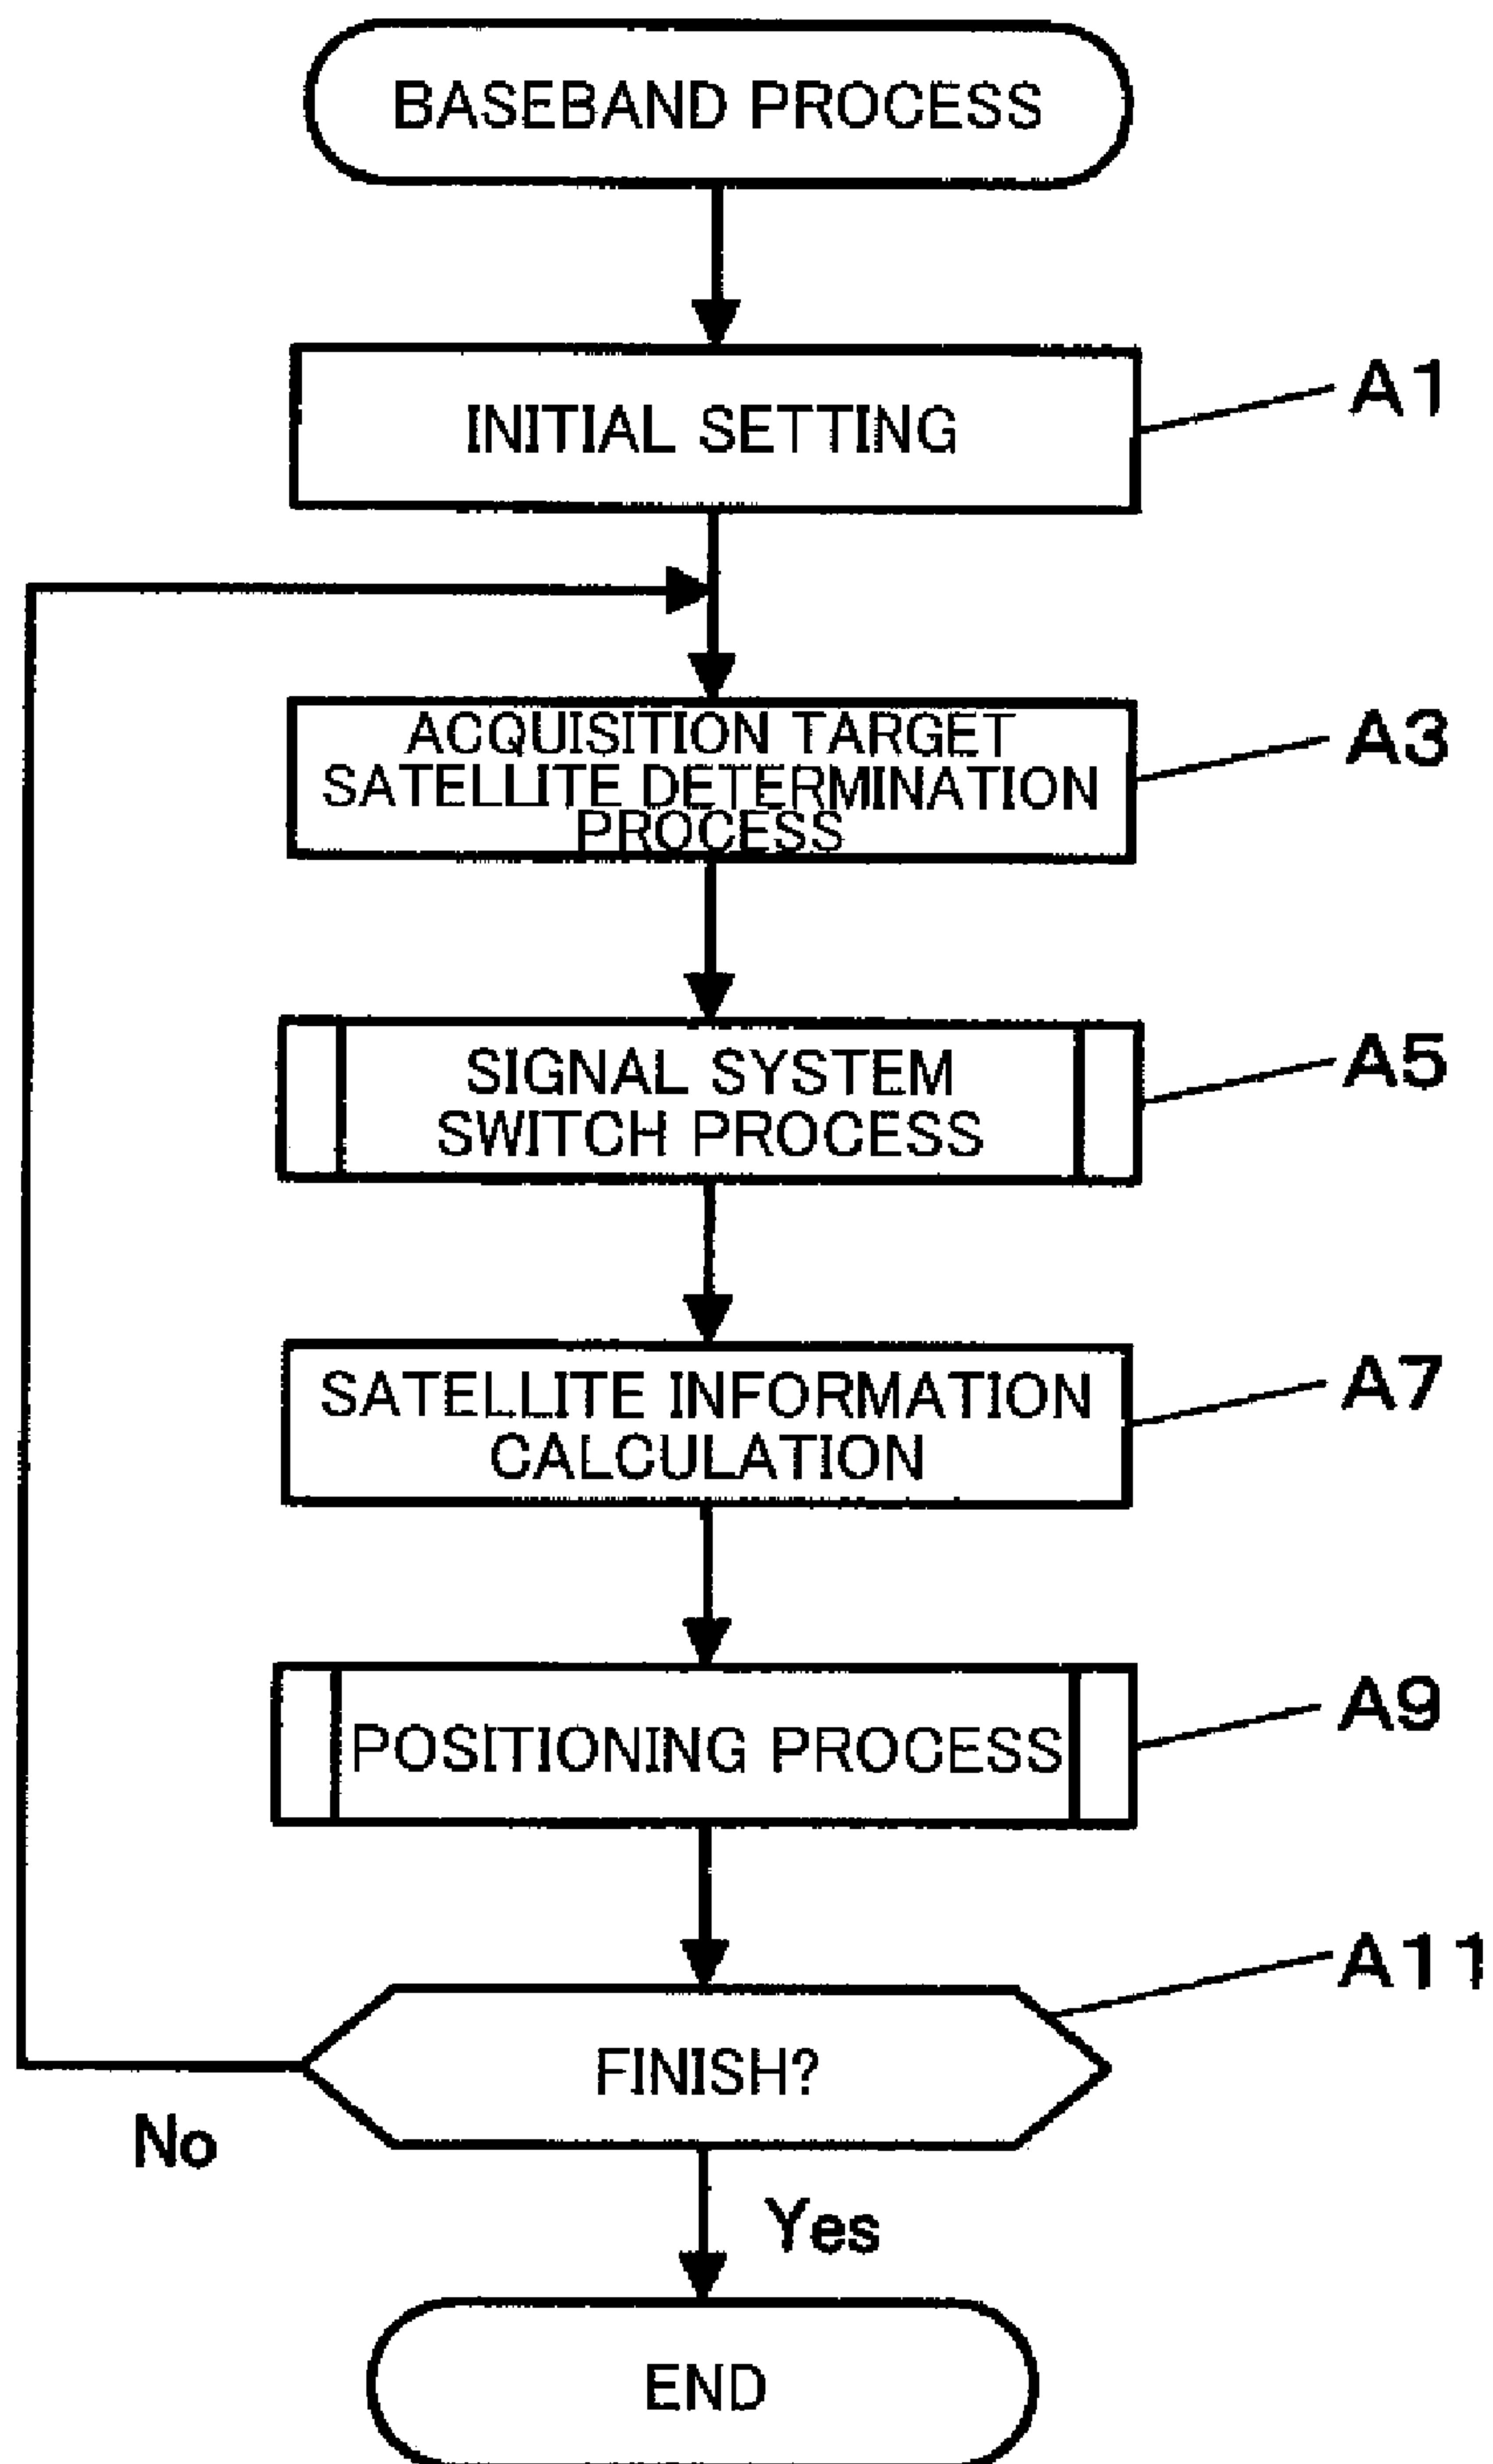 BASEBAND PROCESS
INITIAL SETTING
A1
ACQUISITION TARGET
SATELLITE DETERMINATION
PROCESS
A3
SIGNAL SYSTEM
SWITCH PROCESS
A5
SATELLITE INFORMATION
CALCULATION
A7
POSITIONING PROCESS
A9
FINISH?
A11
No
Yes
END